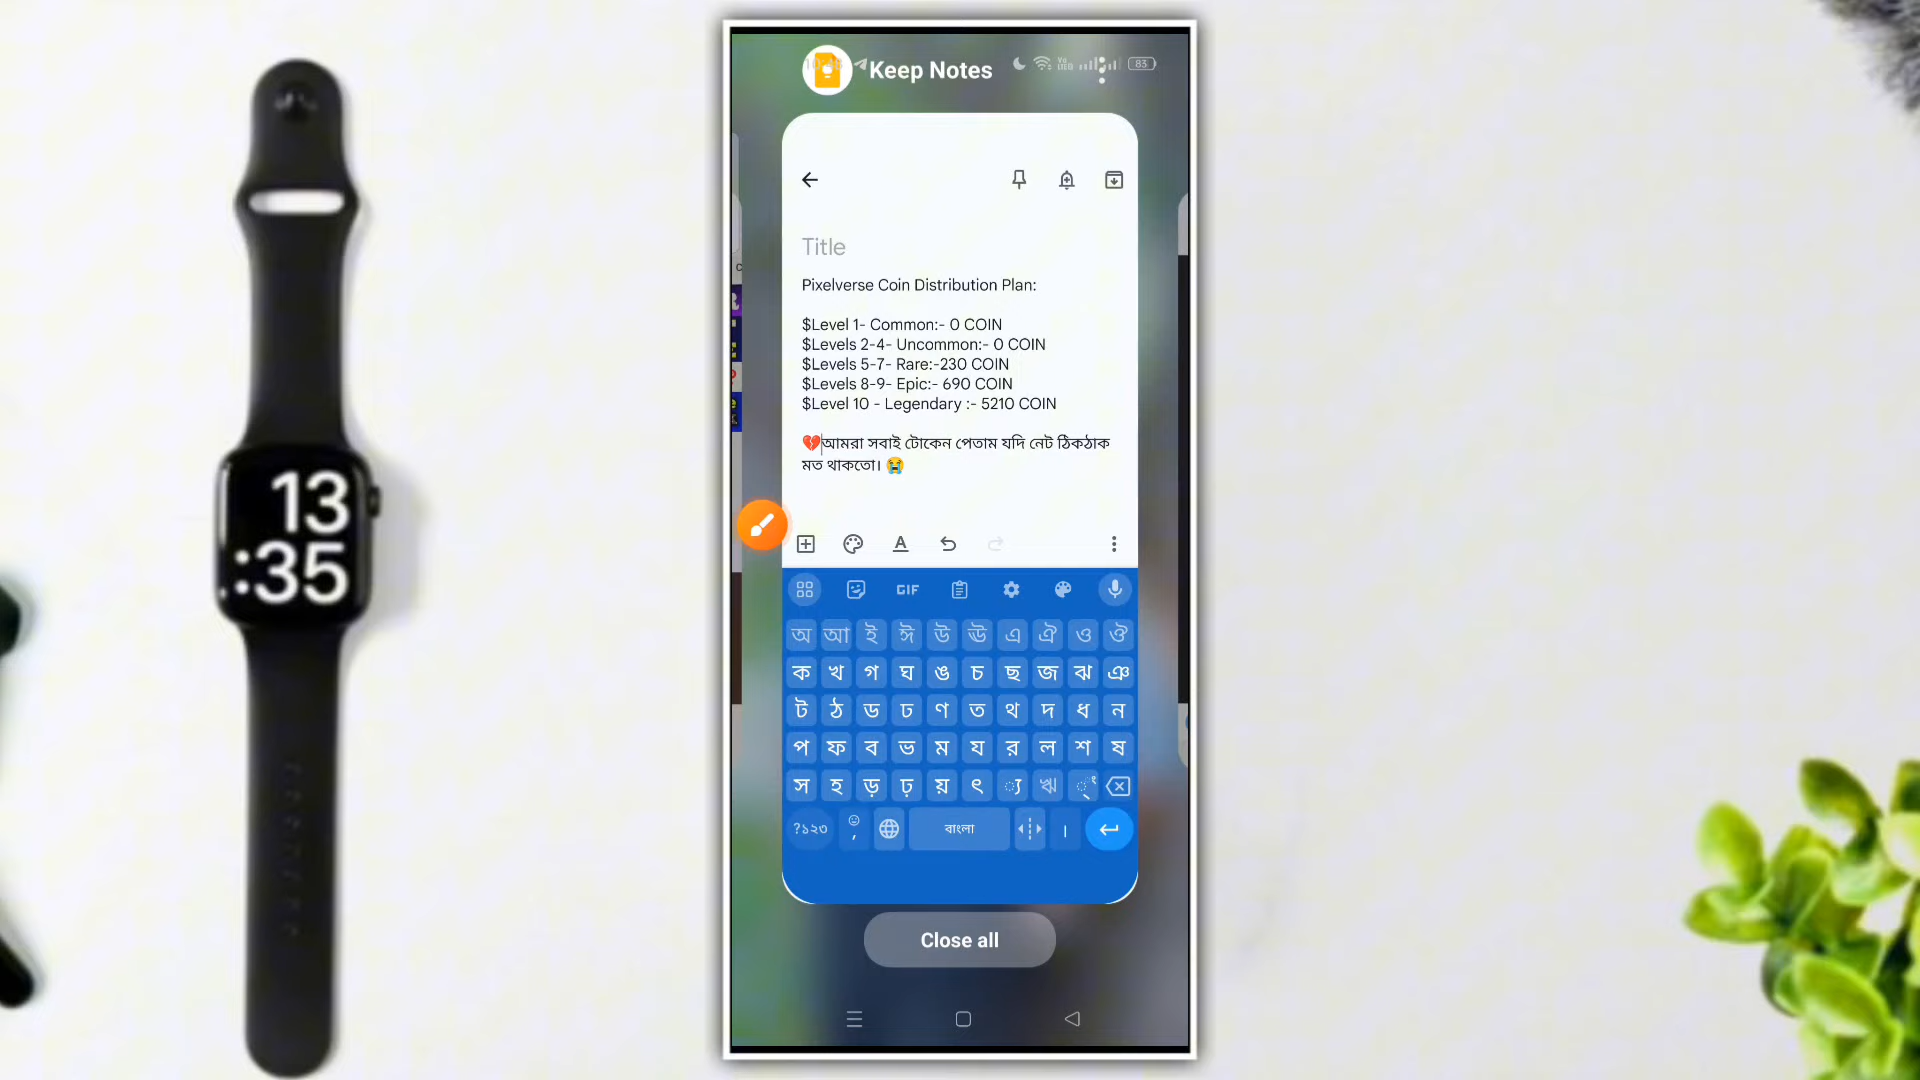 Keep Notes
83
Title
Pixelverse Coin Distribution Plan:
$Level 1- Common:- 0 COIN
$Levels 2-4- Uncommon:- 0 COIN
$Levels 5-7- Rare:-230 COIN
$Levels 8-9- Epic:- 690 COIN
$Level 10 - Legendary :- 5210 COIN
💔আমরা সবাই টোকেন পেতাম যদি নেট ঠিকঠাক
মত থাকতো। 😭
A
GIF
অ আ ই ঈ উ ঊ এ ঐ ও ঔ
ক খ গ ঘ ঙ চ ছ জ ঝ ঞ
ট ঠ ড ঢ ণ ত থ দ ধ ন
প ফ ব ভ ম য র ল শ ষ
স হ ড় ঢ় য় ৎ ্য ঋ
?১২৩ , বাংলা ।
Close all
13
:35